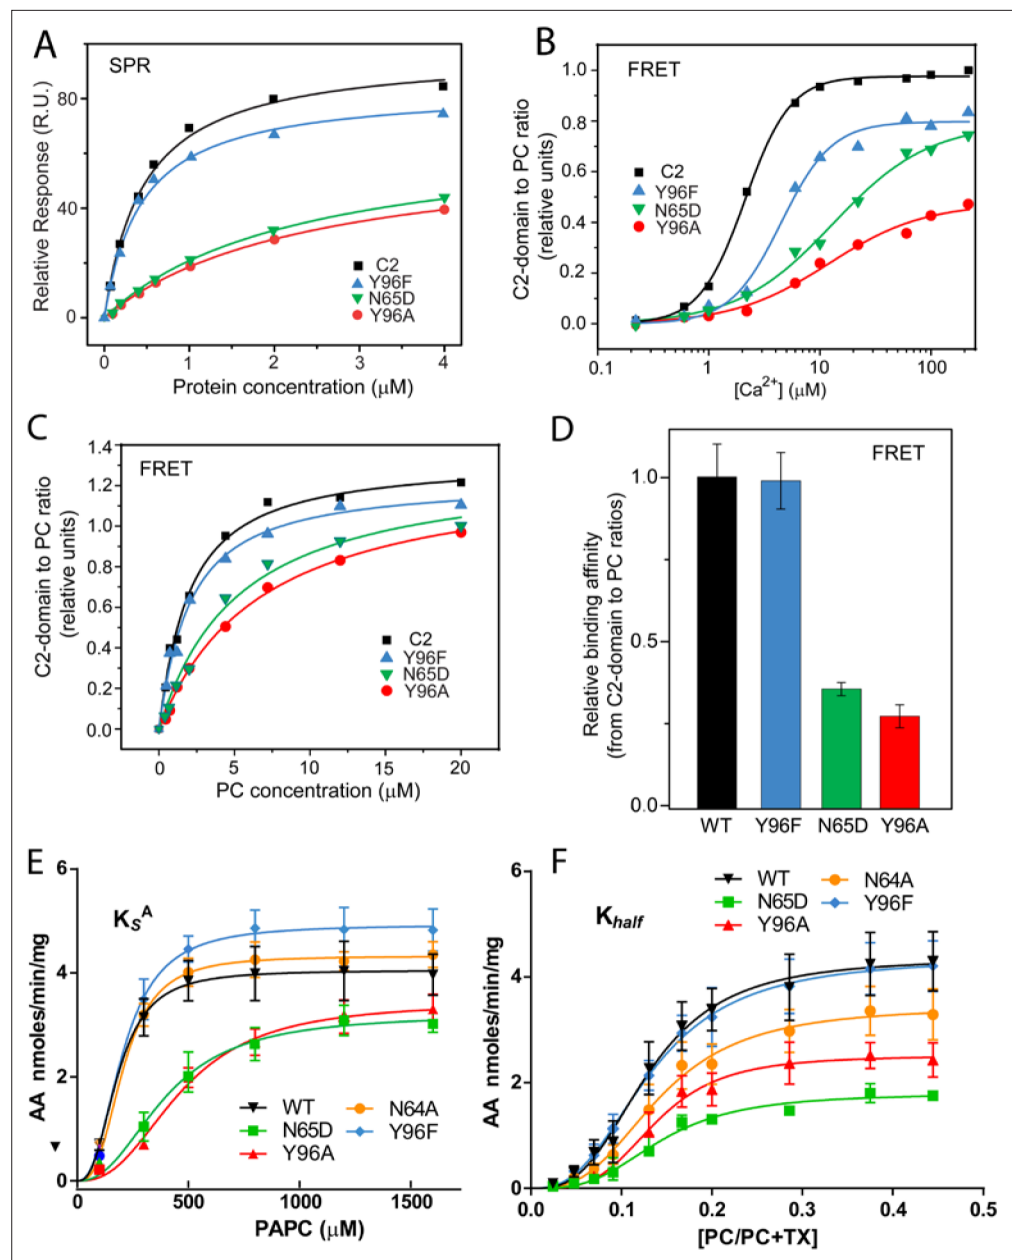 A
SPR
Relative Response (R.U.)
80
40
0
C2
Y96F
N65D
Y96A
0 1 2 3 4
Protein concentration (μM)
B
FRET
C2-domain to PC ratio
(relative units)
1.0
0.8
0.6
0.4
0.2
0.0
C2
Y96F
N65D
Y96A
0.1 1 10 100
[Ca2+] (μM)
C
FRET
C2-domain to PC ratio
(relative units)
1.4
1.2
1.0
0.8
0.6
0.4
0.2
0.0
C2
Y96F
N65D
Y96A
0 5 10 15 20
PC concentration (μM)
D
FRET
Relative binding affinity
(from C2-domain to PC ratios)
1.0
0.5
0.0
WT Y96F N65D Y96A
E
KSA
AA nmoles/min/mg
6
4
2
0
WT
N65D
Y96A
N64A
Y96F
0 500 1000 1500
PAPC (μM)
F
Khalf
AA nmoles/min/mg
6
4
2
0
WT
N65D
Y96A
N64A
Y96F
0.0 0.1 0.2 0.3 0.4 0.5
[PC/PC+TX]